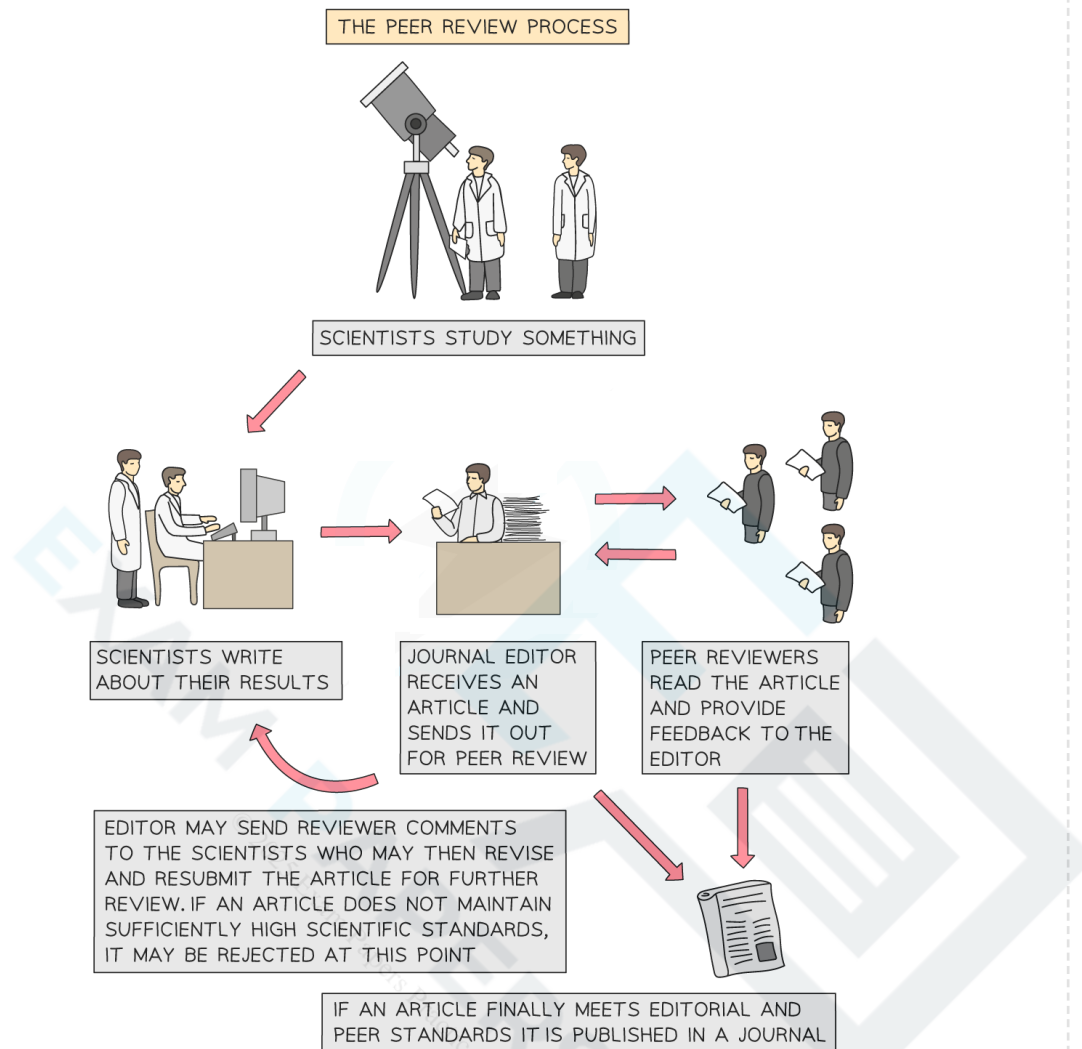 THE PEER REVIEW PROCESS
SCIENTISTS STUDY SOMETHING
SCIENTISTS WRITE
ABOUT THEIR RESULTS
JOURNAL EDITOR
RECEIVES AN
ARTICLE AND
SENDS IT OUT
FOR PEER REVIEW
PEER REVIEWERS
READ THE ARTICLE
AND PROVIDE
FEEDBACK TO THE
EDITOR
EDITOR MAY SEND REVIEWER COMMENTS
TO THE SCIENTISTS WHO MAY THEN REVISE
AND RESUBMIT THE ARTICLE FOR FURTHER
REVIEW. IF AN ARTICLE DOES NOT MAINTAIN
SUFFICIENTLY HIGH SCIENTIFIC STANDARDS,
IT MAY BE REJECTED AT THIS POINT
IF AN ARTICLE FINALLY MEETS EDITORIAL AND
PEER STANDARDS IT IS PUBLISHED IN A JOURNAL
EXAM PAPERS